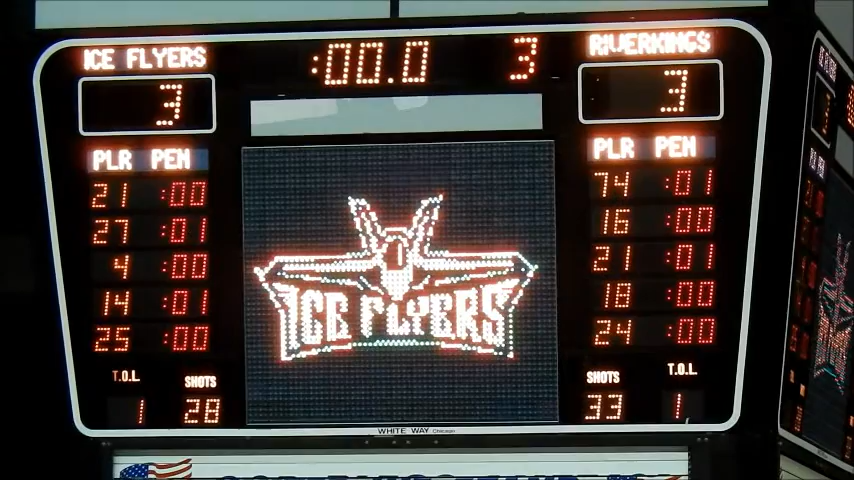 ICE FLYERS :00.0 3 RIVERKINGS
3 3
PLR PEN PLR PEN
21 :00 74 :01
27 :01 16 :00
4 :00 21 :01
14 :01 18 :00
25 :00 24 :00
ICE FLYERS
T.O.L. SHOTS SHOTS T.O.L.
1 28 33 1
WHITE WAY Chicago